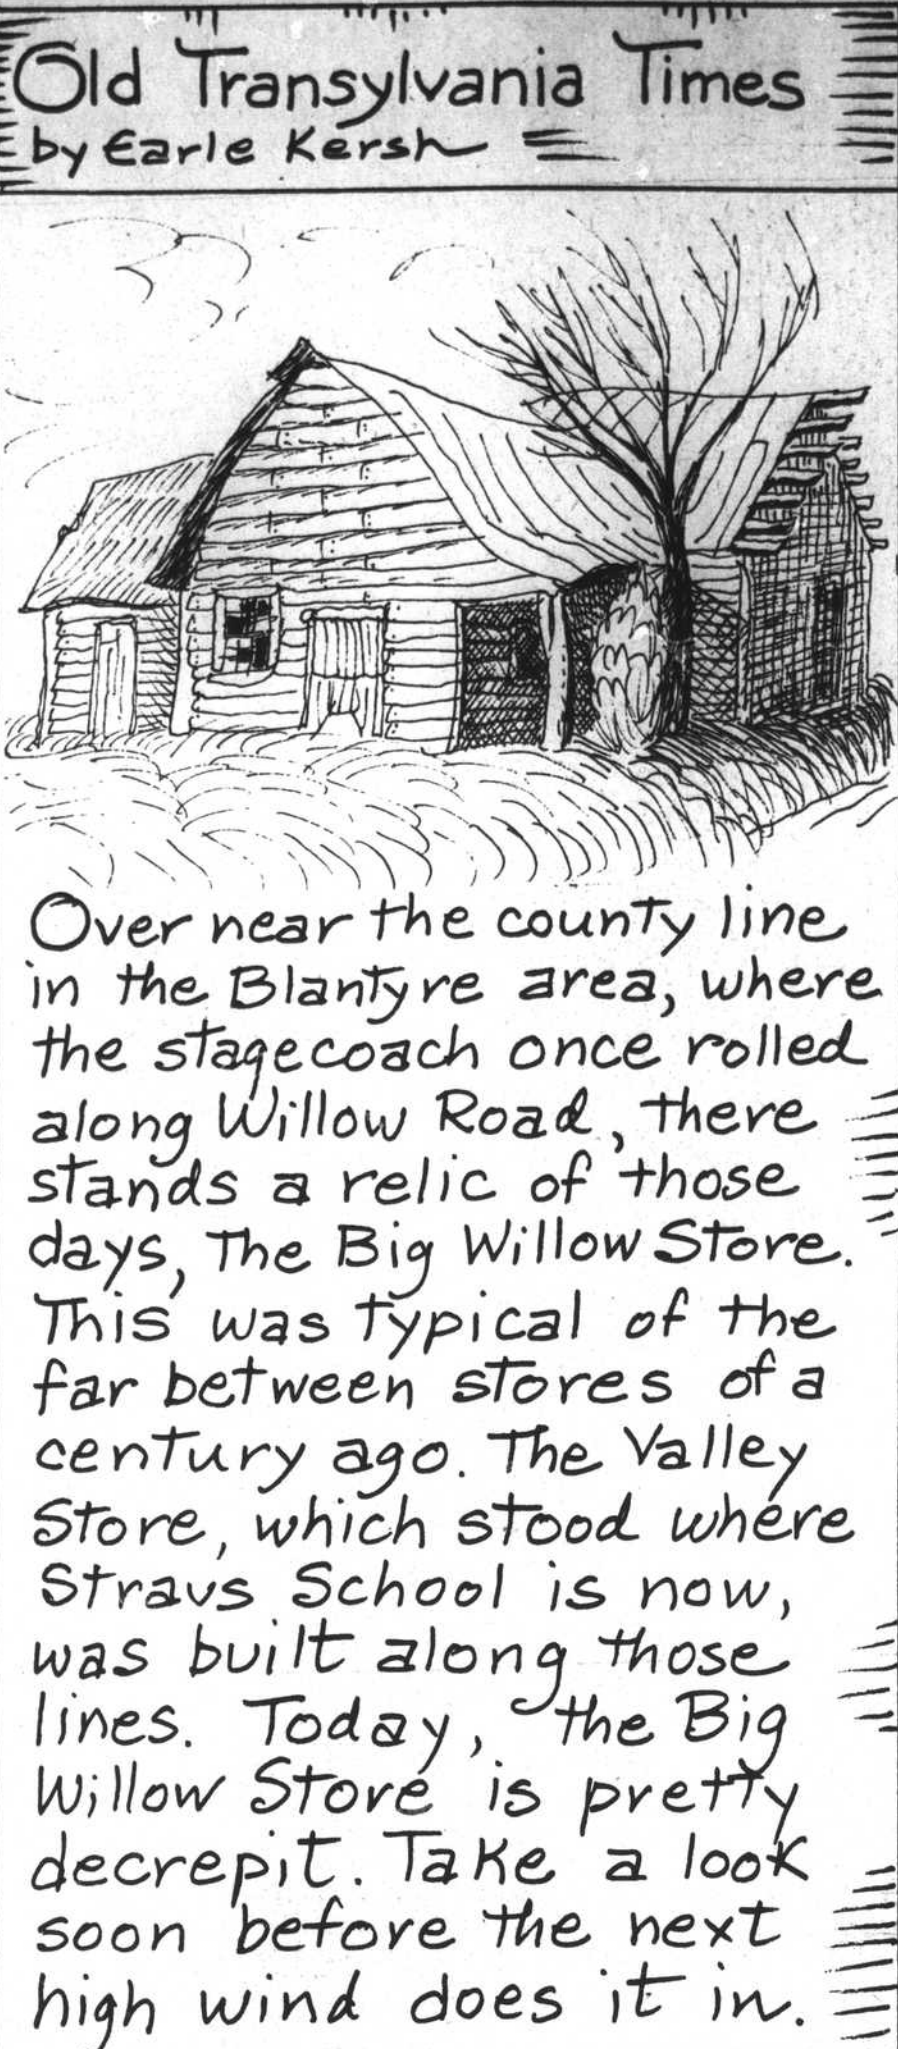 Old Transylvania Times
by Earle Kersh
Over near the county line
in the Blantyre area, where
the stagecoach once rolled
along Willow Road, there
stands a relic of those
days, The Big Willow Store.
This was typical of the
far between stores of a
century ago. The Valley
Store, which stood where
Straus School is now,
was built along those
lines. Today, the Big
Willow Store is pretty
decrepit. Take a look
soon before the next
high wind does it in.